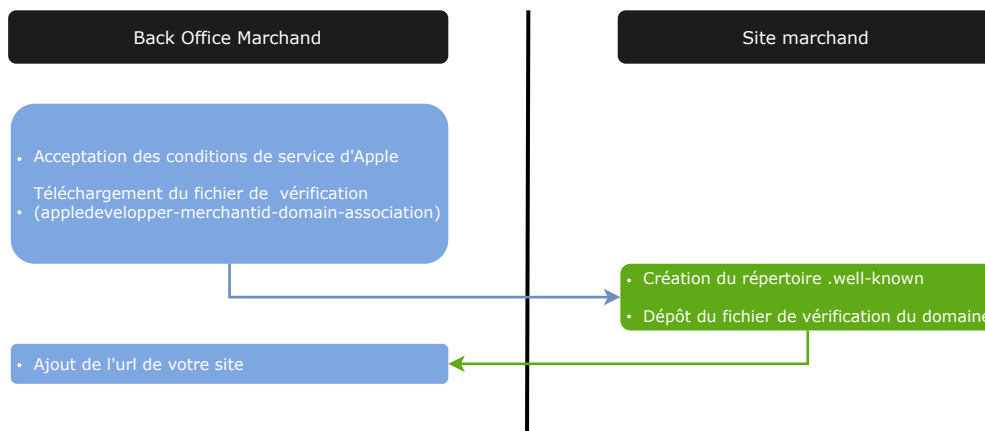 Back Office Marchand
Site marchand
• Acceptation des conditions de service d'Apple
Téléchargement du fichier de vérification
• (appledevelopper-merchantid-domain-association)
• Création du répertoire .well-known
• Dépôt du fichier de vérification du domaine
• Ajout de l'url de votre site